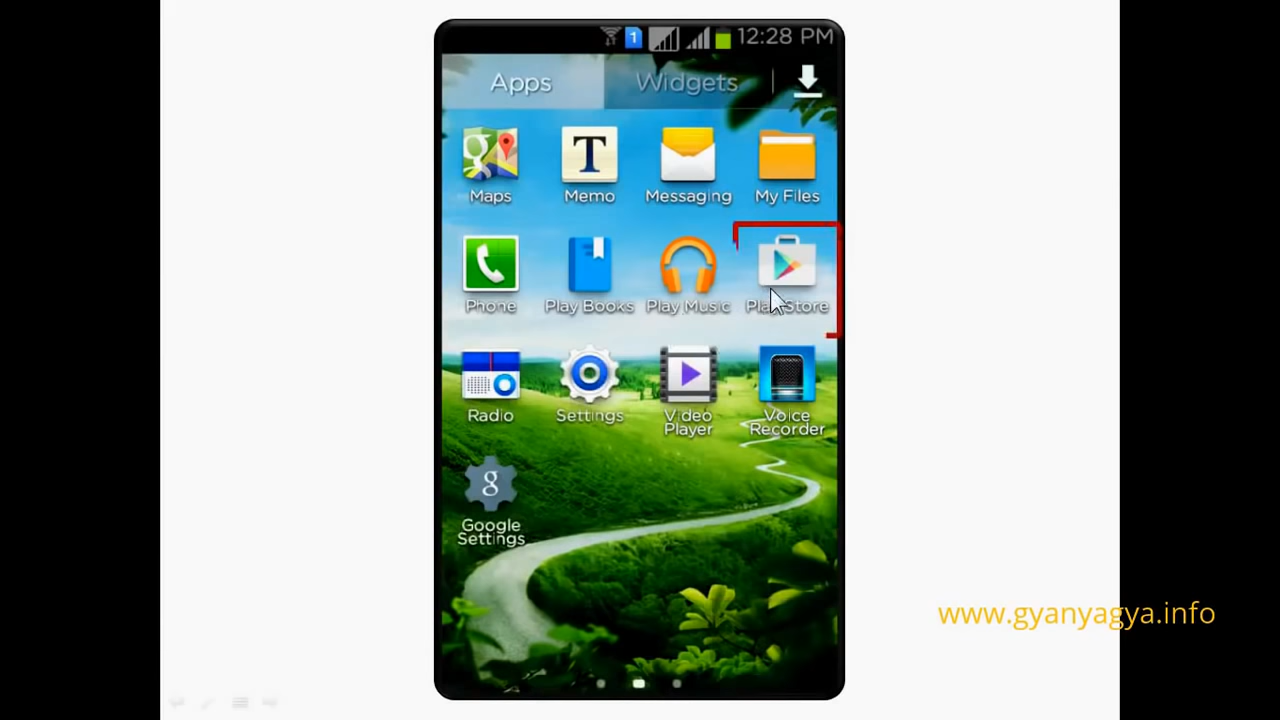 1 12:28 PM
Apps Widgets
Maps Memo Messaging My Files
T
Phone Play Books Play Music Play Store
Radio Settings Video Player Voice Recorder
g
Google Settings
www.gyanyagya.info